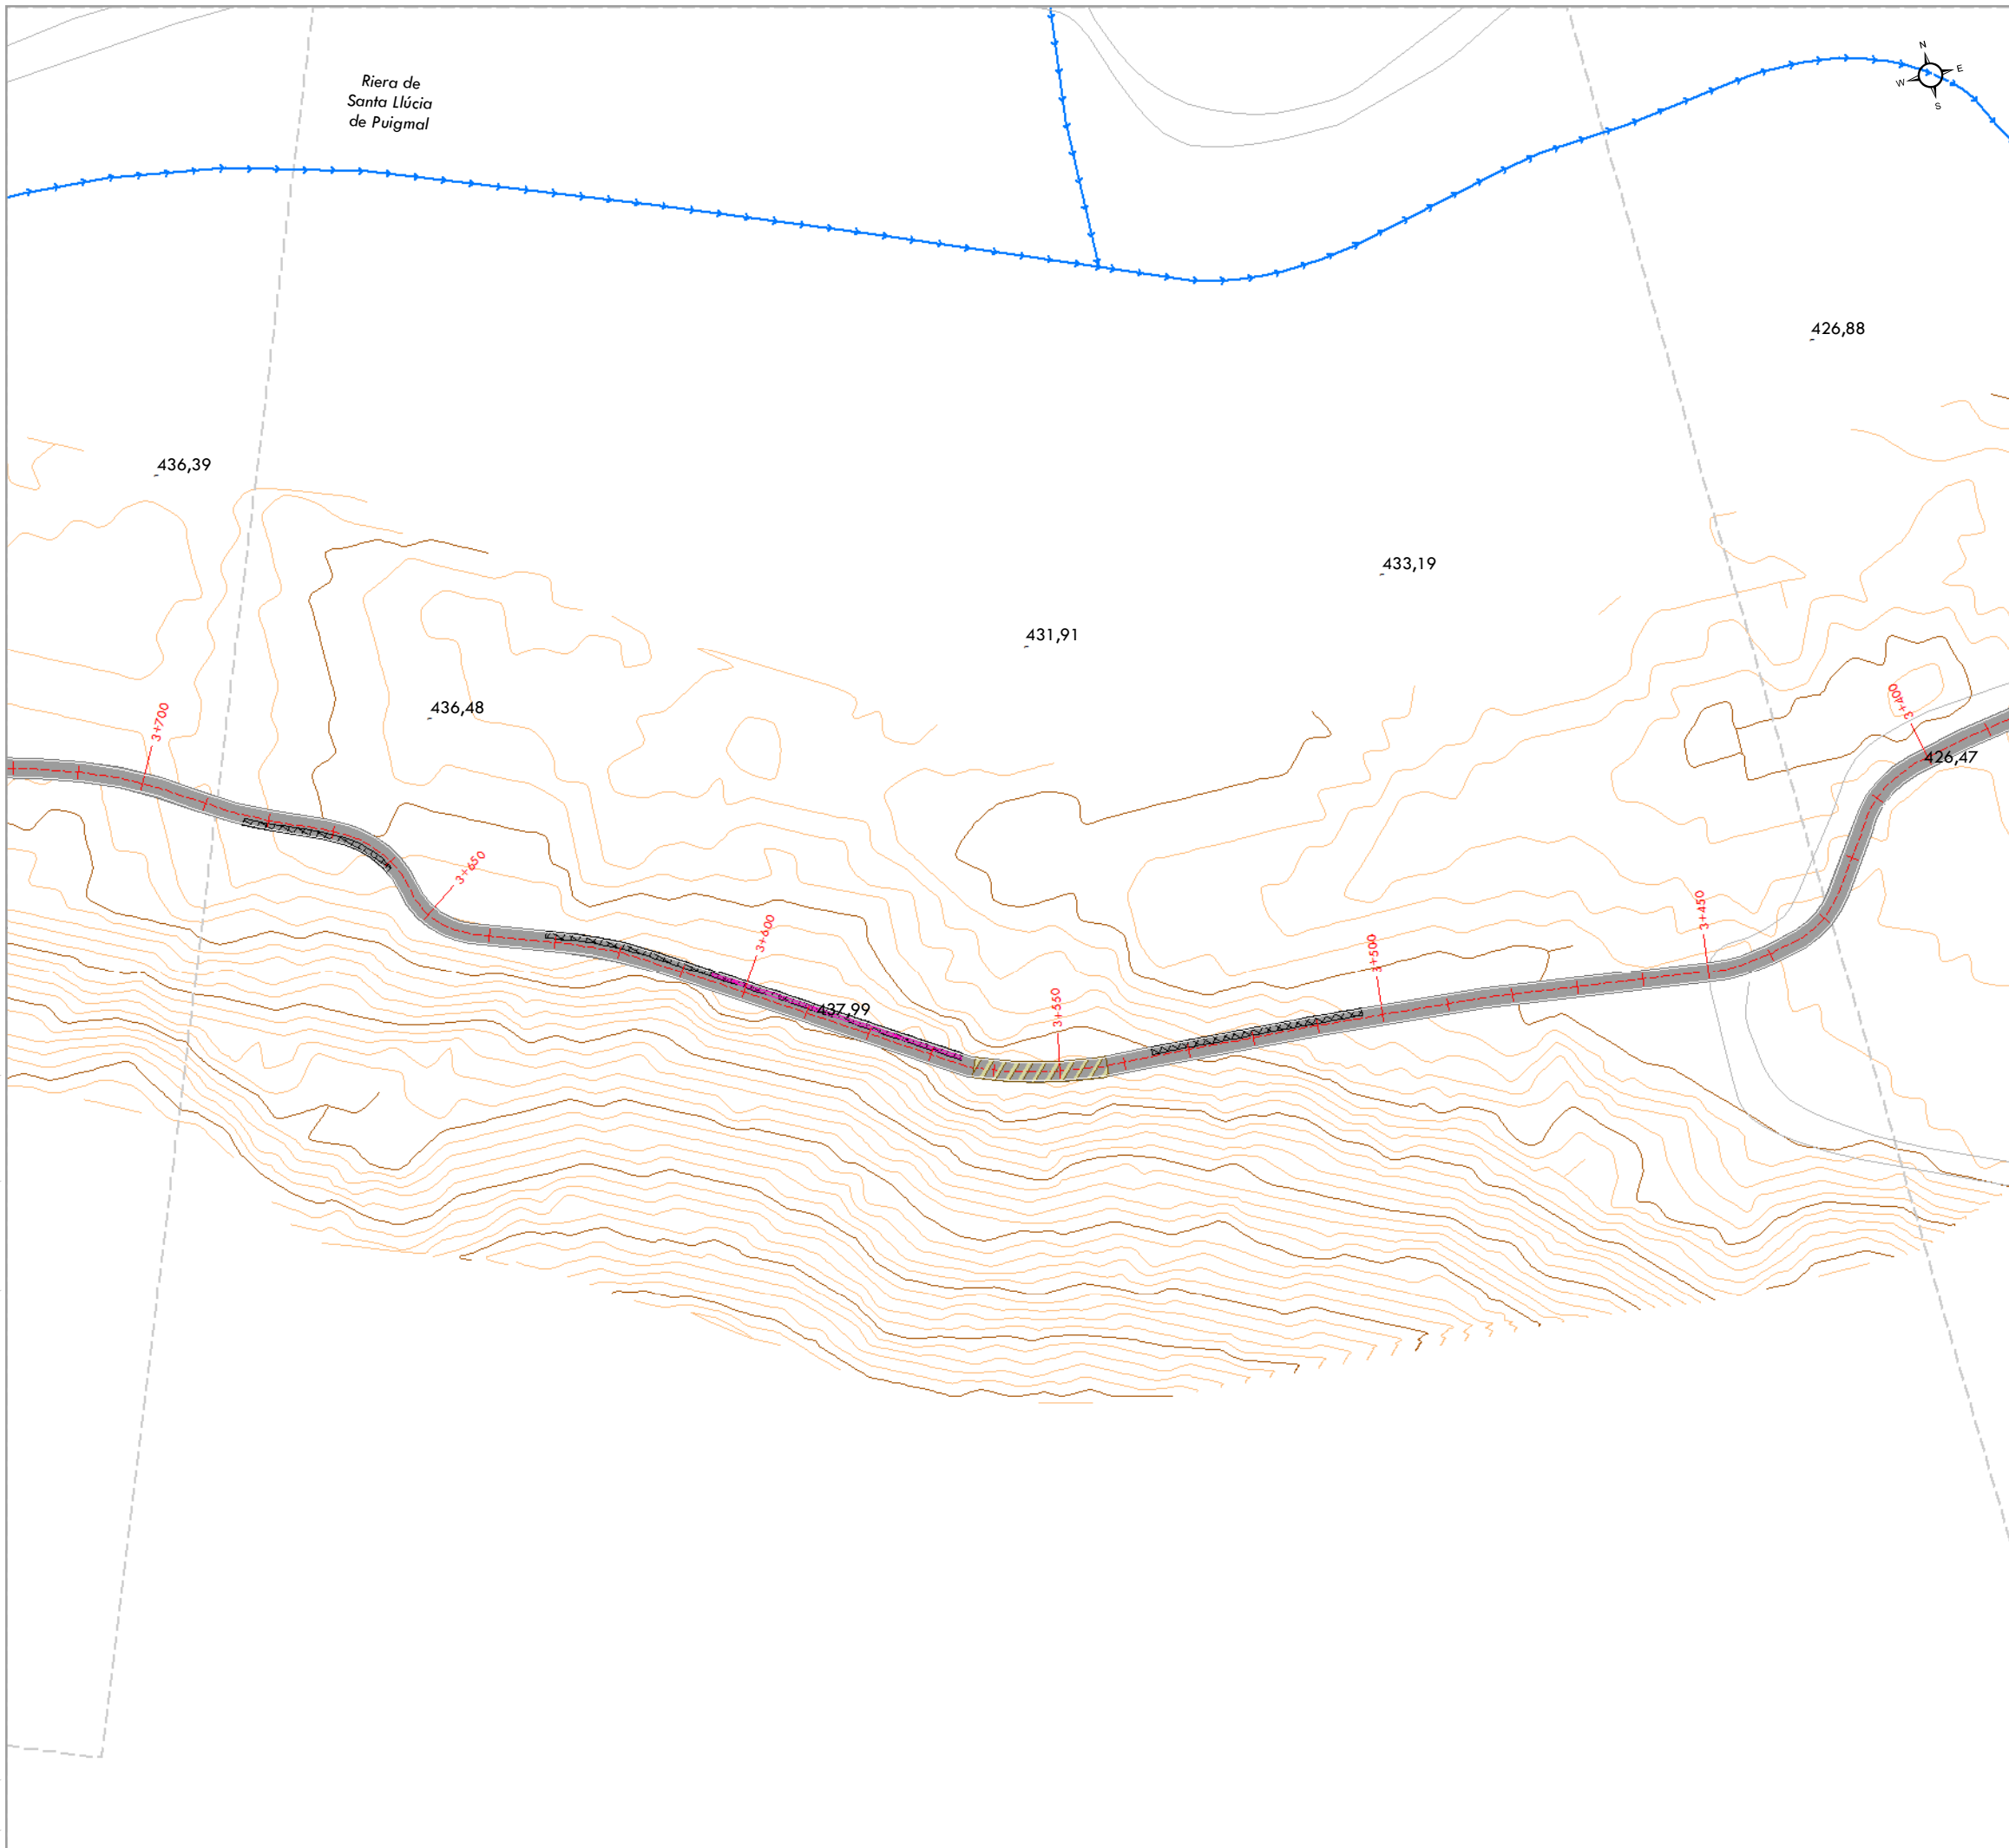 N
E
W
S
Riera de
Santa Llúcia
de Puigmal
426,88
436,39
433,19
431,91
436,48
3+700
3+400
426,47
3+650
3+600
3+500
3+450
437,99
3+550